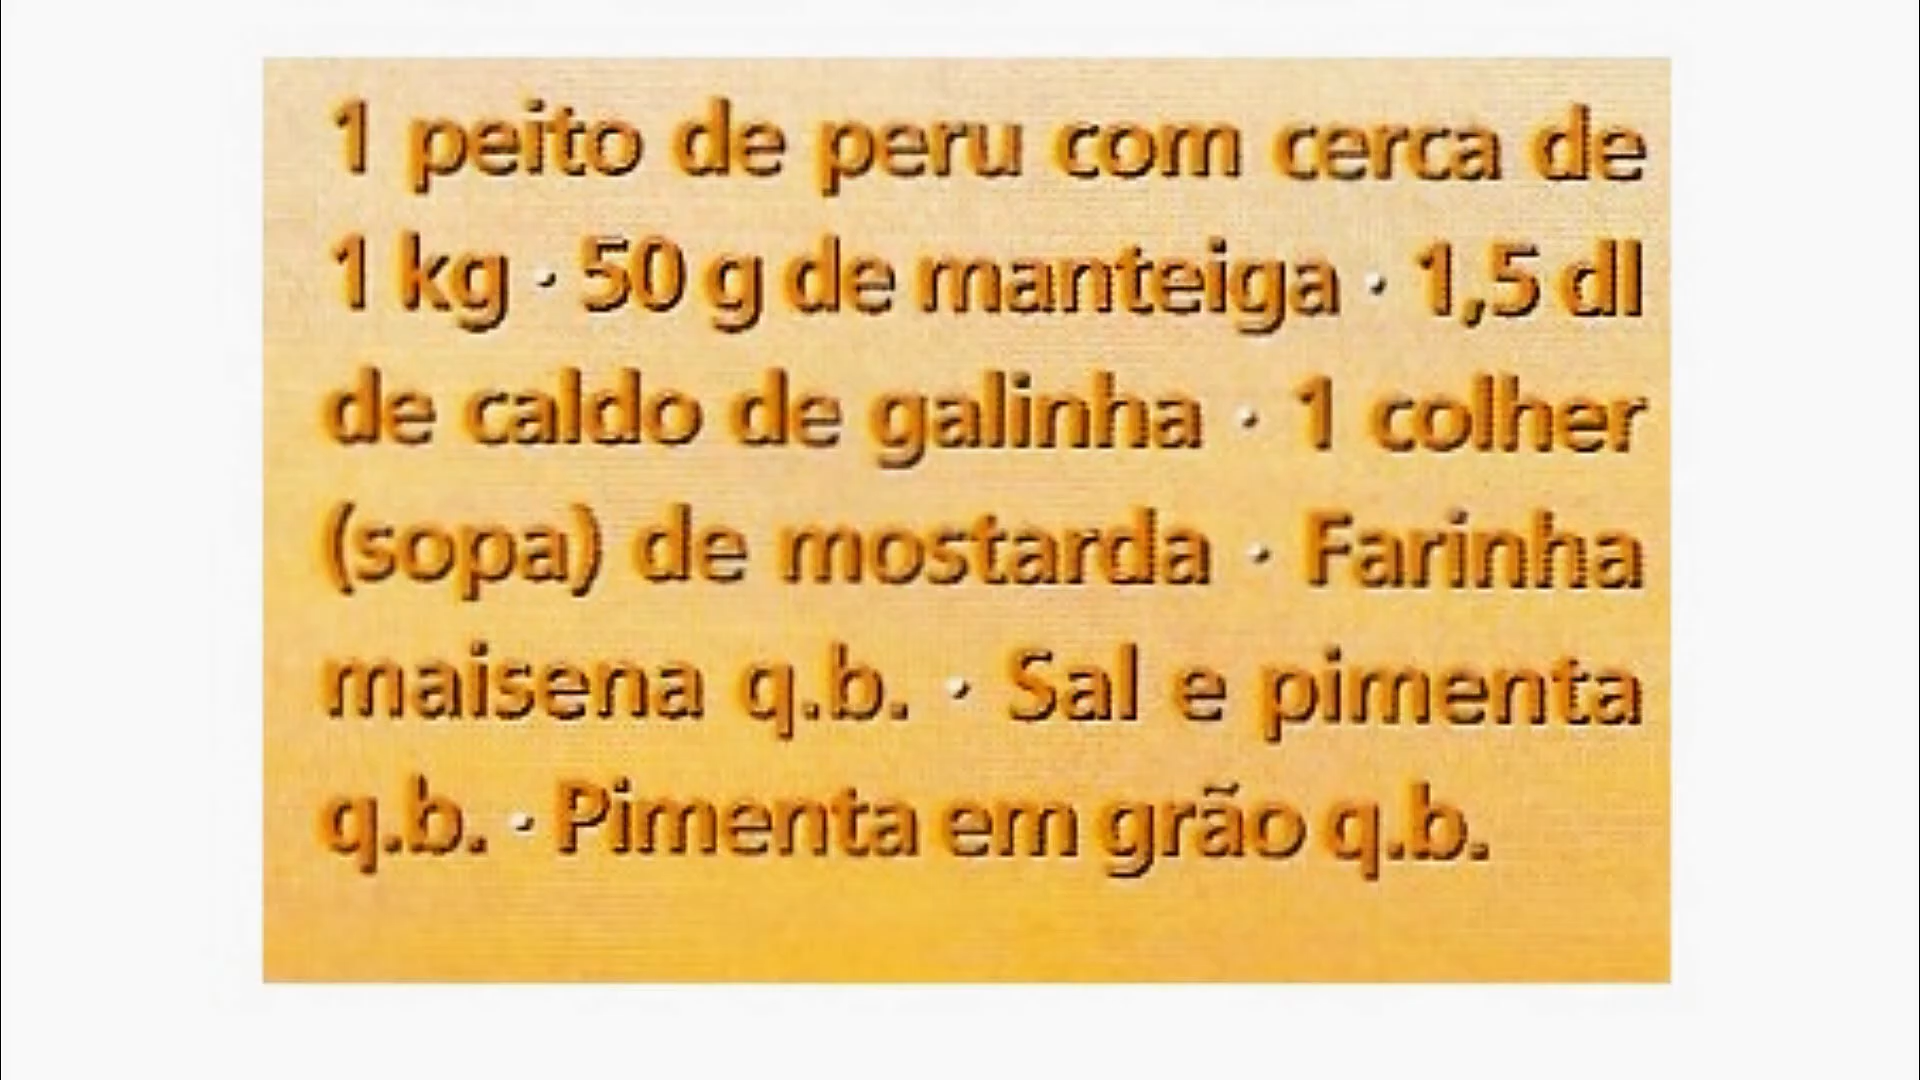 1 peito de peru com cerca de
1 kg · 50 g de manteiga · 1,5 dl
de caldo de galinha · 1 colher
(sopa) de mostarda · Farinha
maisena q.b. · Sal e pimenta
q.b. · Pimenta em grão q.b.